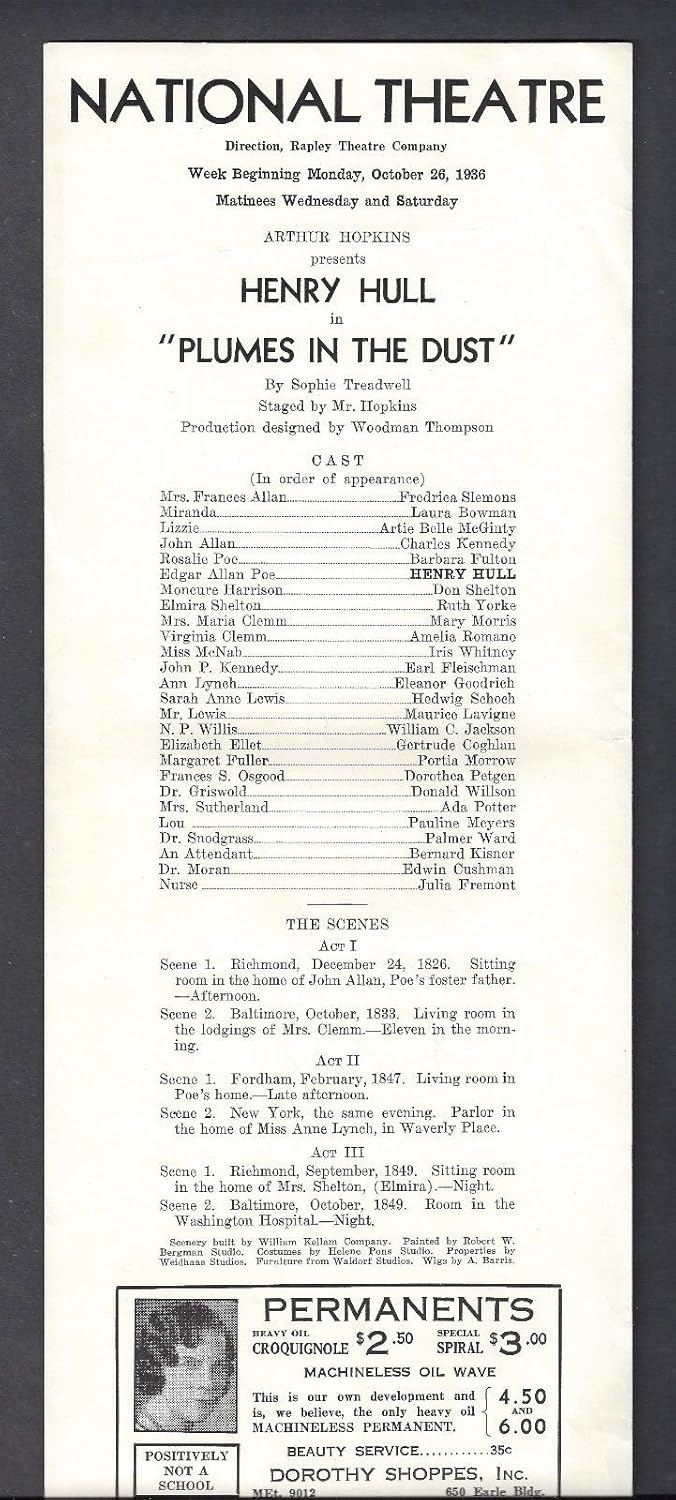 NATIONAL THEATRE
Direction, Rapley Theatre Company
Week Beginning Monday, October 26, 1936
Matinees Wednesday and Saturday
ARTHUR HOPKINS
presents
HENRY HULL
in
"PLUMES IN THE DUST"
By Sophie Treadwell
Staged by Mr. Hopkins
Production designed by Woodman Thompson
CAST
(In order of appearance)
Mrs. Frances Allan Fredrica Slemons
Miranda Laura Bowman
Lizzie Artie Belle McGinty
John Allan Charles Kennedy
Rosalie Poe Barbara Fulton
Edgar Allan Poe HENRY HULL
Moncure Harrison Don Shelton
Elmira Shelton Ruth Yorke
Mrs. Maria Clemm Mary Morris
Virginia Clemm Amelia Romano
Miss McNab Iris Whitney
John P. Kennedy Earl Fleischman
Ann Lynch Eleanor Goodrich
Sarah Anne Lewis Hedwig Schoch
Mr. Lewis Maurice Lavigne
N. P. Willis William C. Jackson
Elizabeth Ellet Gertrude Coghlan
Margaret Fuller Portia Morrow
Frances S. Osgood Dorothea Petgen
Dr. Griswold Donald Willson
Mrs. Sutherland Ada Potter
Lou Pauline Meyers
Dr. Snodgrass Palmer Ward
An Attendant Bernard Kisner
Dr. Moran Edwin Cushman
Nurse Julia Fremont
THE SCENES
ACT I
Scene 1. Richmond, December 24, 1826. Sitting
room in the home of John Allan, Poe's foster father.
—Afternoon.
Scene 2. Baltimore, October, 1833. Living room in
the lodgings of Mrs. Clemm.—Eleven in the morn-
ing.
ACT II
Scene 1. Fordham, February, 1847. Living room in
Poe's home.—Late afternoon.
Scene 2. New York, the same evening. Parlor in
the home of Miss Anne Lynch, in Waverly Place.
ACT III
Scene 1. Richmond, September, 1849. Sitting room
in the home of Mrs. Shelton, (Elmira).—Night.
Scene 2. Baltimore, October, 1849. Room in the
Washington Hospital.—Night.
Scenery built by William Kellam Company. Painted by Robert W.
Bergman Studio. Costumes by Helene Pons Studio. Properties by
Weidhaas Studios. Furniture from Waldorf Studios. Wigs by A. Barris.
PERMANENTS
HEAVY OIL CROQUIGNOLE $2.50 SPECIAL SPIRAL $3.00
MACHINELESS OIL WAVE
This is our own development and 4.50
is, we believe, the only heavy oil AND
MACHINELESS PERMANENT. 6.00
BEAUTY SERVICE............35c
POSITIVELY
NOT A
SCHOOL
DOROTHY SHOPPES, INC.
MEt. 9012 650 Earle Bldg.